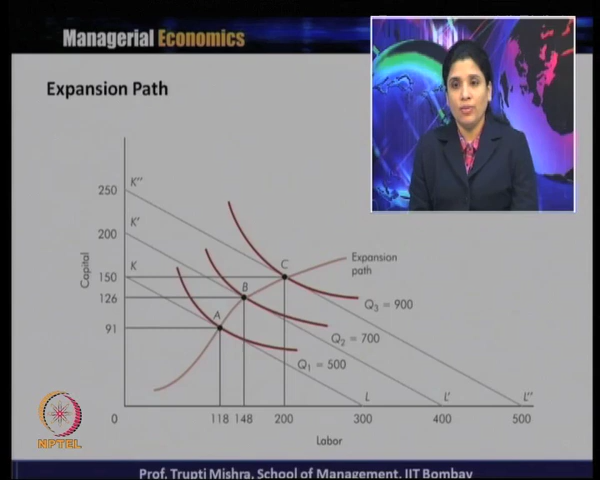 Managerial Economics
Expansion Path
K''
250
K'
200
C
Expansion
path
K
150
B
Capital
126
Q3 = 900
A
91
Q2 = 700
Q1 = 500
L
L'
L''
NPTEL
0
118
148
200
300
400
500
Labor
Prof. Trupti Mishra, School of Management, IIT Bombay